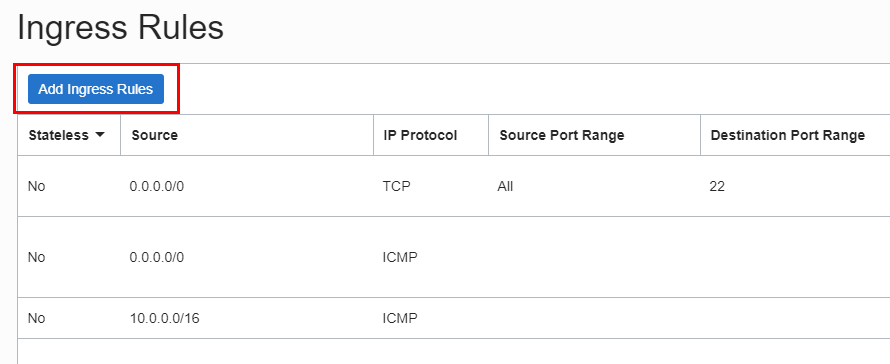 Ingress Rules
Add Ingress Rules
Stateless Source IP Protocol Source Port Range Destination Port Range
No 0.0.0.0/0 TCP All 22
No 0.0.0.0/0 ICMP
No 10.0.0.0/16 ICMP